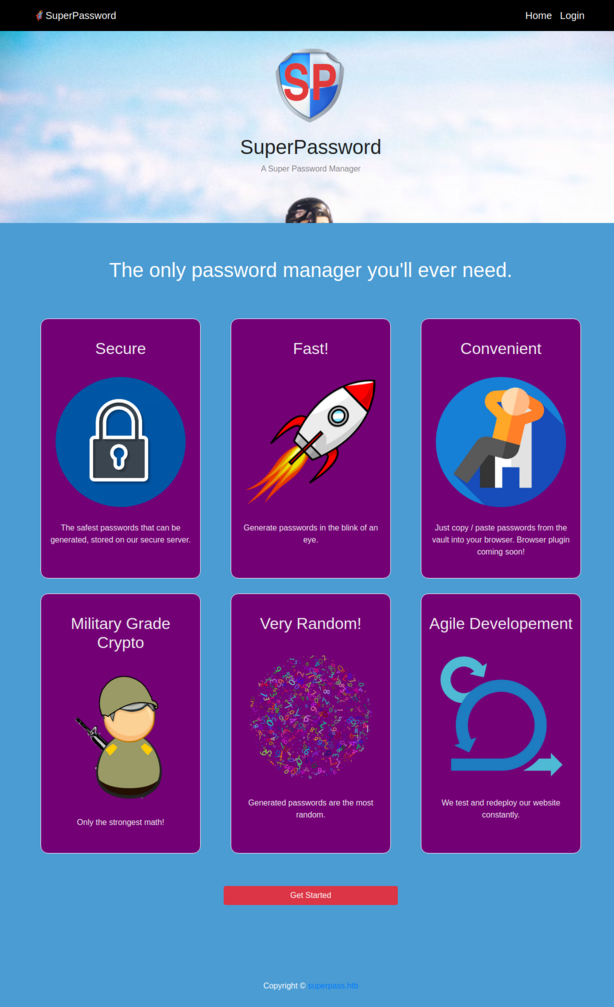 SuperPassword
Home Login
SP
SuperPassword
A Super Password Manager
The only password manager you'll ever need.
Secure
The safest passwords that can be
generated, stored on our secure server.
Fast!
Generate passwords in the blink of an
eye.
Convenient
Just copy / paste passwords from the
vault into your browser. Browser plugin
coming soon!
Military Grade
Crypto
Only the strongest math!
Very Random!
Generated passwords are the most
random.
Agile Developement
We test and redeploy our website
constantly.
Get Started
Copyright © superpass.htb